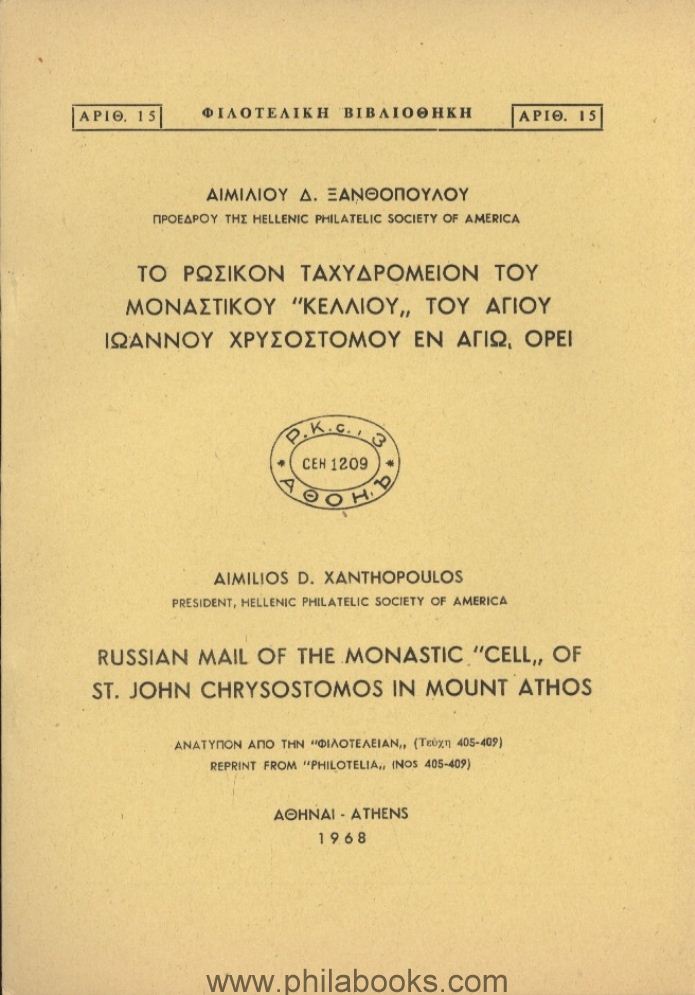 ΑΡΙΘ. 15 ΦΙΛΟΤΕΛΙΚΗ ΒΙΒΛΙΟΘΗΚΗ ΑΡΙΘ. 15
ΑΙΜΙΛΙΟΥ Δ. ΞΑΝΘΟΠΟΥΛΟΥ
ΠΡΟΕΔΡΟΥ ΤΗΣ HELLENIC PHILATELIC SOCIETY OF AMERICA
ΤΟ ΡΩΣΙΚΟΝ ΤΑΧΥΔΡΟΜΕΙΟΝ ΤΟΥ
ΜΟΝΑΣΤΙΚΟΥ "ΚΕΛΛΙΟΥ,, ΤΟΥ ΑΓΙΟΥ
ΙΩΑΝΝΟΥ ΧΡΥΣΟΣΤΟΜΟΥ ΕΝ ΑΓΙΩ, ΟΡΕΙ
Ρ.Κ.с., 3
СЕН 1209
* АѲОН.Ъ *
AIMILIOS D. XANTHOPOULOS
PRESIDENT, HELLENIC PHILATELIC SOCIETY OF AMERICA
RUSSIAN MAIL OF THE MONASTIC "CELL,, OF
ST. JOHN CHRYSOSTOMOS IN MOUNT ATHOS
ΑΝΑΤΥΠΟΝ ΑΠΟ ΤΗΝ "ΦΙΛΟΤΕΛΕΙΑΝ,, (Τεύχη 405-409)
REPRINT FROM "PHILOTELIA,, (NOS 405-409)
ΑΘΗΝΑΙ - ATHENS
1968
www.philabooks.com